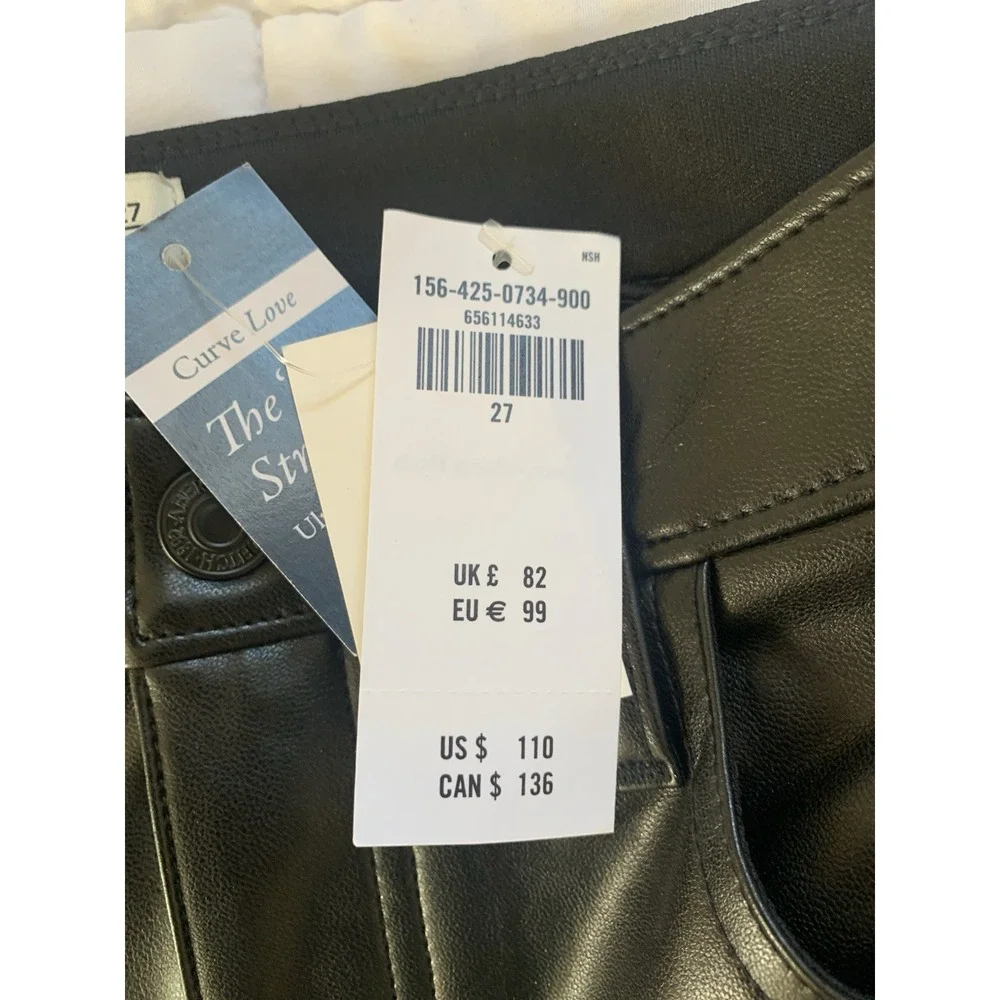 27
Curve Love
The
NSH
156-425-0734-900
656114633
27
UK £ 82
EU € 99
US $ 110
CAN $ 136